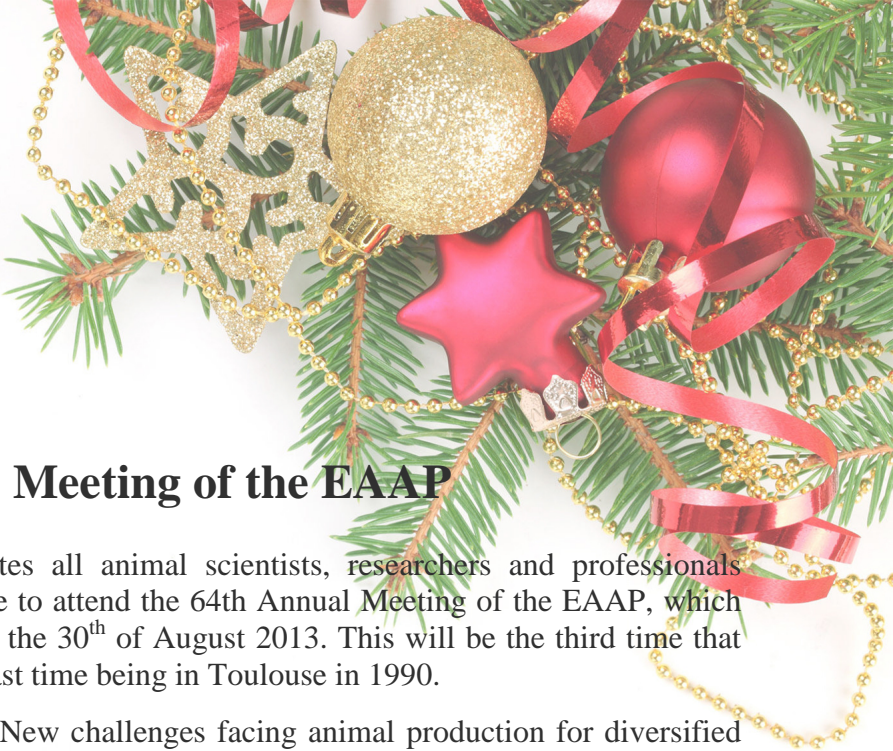 Meeting of the EAAP
tes all animal scientists, researchers and professionals
e to attend the 64th Annual Meeting of the EAAP, which
the 30th of August 2013. This will be the third time that
ast time being in Toulouse in 1990.
New challenges facing animal production for diversified